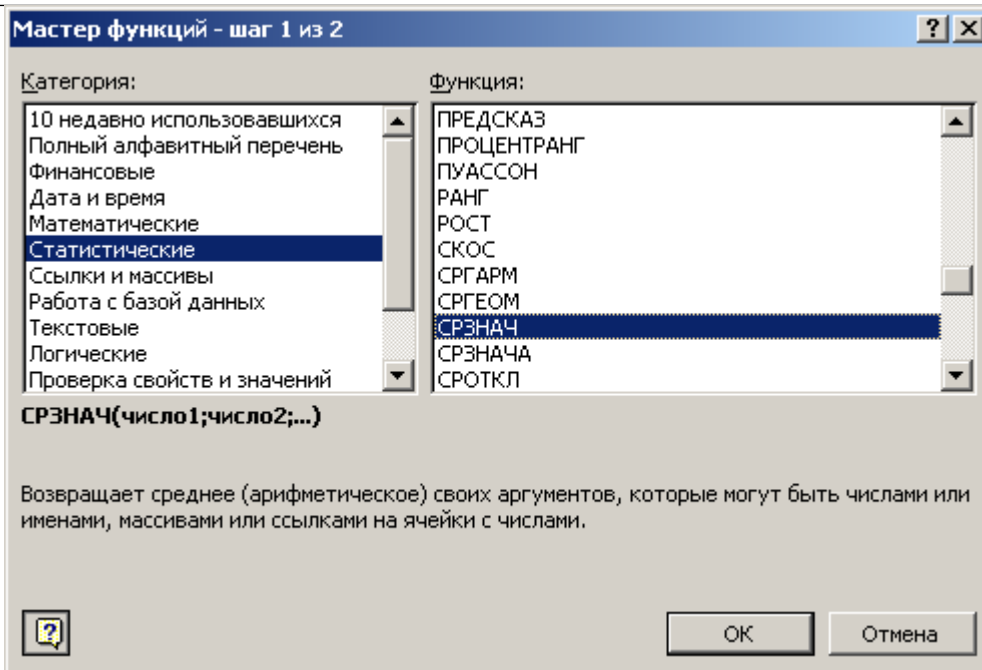 Мастер функций - шаг 1 из 2
Категория:
10 недавно использовавшихся
Полный алфавитный перечень
Финансовые
Дата и время
Математические
Статистические
Ссылки и массивы
Работа с базой данных
Текстовые
Логические
Проверка свойств и значений
Функция:
ПРЕДСКАЗ
ПРОЦЕНТРАНГ
ПУАССОН
РАНГ
РОСТ
СКОС
СРГАРМ
СРГЕОМ
СРЗНАЧ
СРЗНАЧА
СРОТКЛ
СРЗНАЧ(число1;число2;...)
Возвращает среднее (арифметическое) своих аргументов, которые могут быть числами или
именами, массивами или ссылками на ячейки с числами.
ОК
Отмена